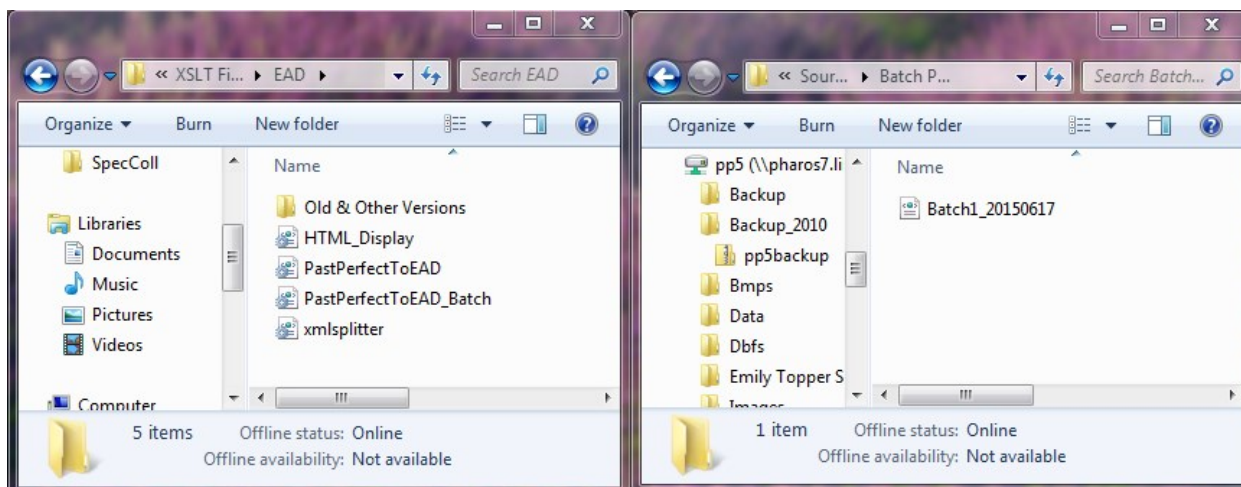 « XSLT Fi... ▸ EAD ▸
Search EAD
Organize ▾ Burn New folder
SpecColl
Libraries
Documents
Music
Pictures
Videos
Computer
Name
Old & Other Versions
HTML_Display
PastPerfectToEAD
PastPerfectToEAD_Batch
xmlsplitter
5 items Offline status: Online
Offline availability: Not available
« Sour... ▸ Batch P...
Search Batch...
Organize ▾ Burn New folder
pp5 (\\pharos7.li
Backup
Backup_2010
pp5backup
Bmps
Data
Dbfs
Emily Topper S
Images
Name
Batch1_20150617
1 item Offline status: Online
Offline availability: Not available